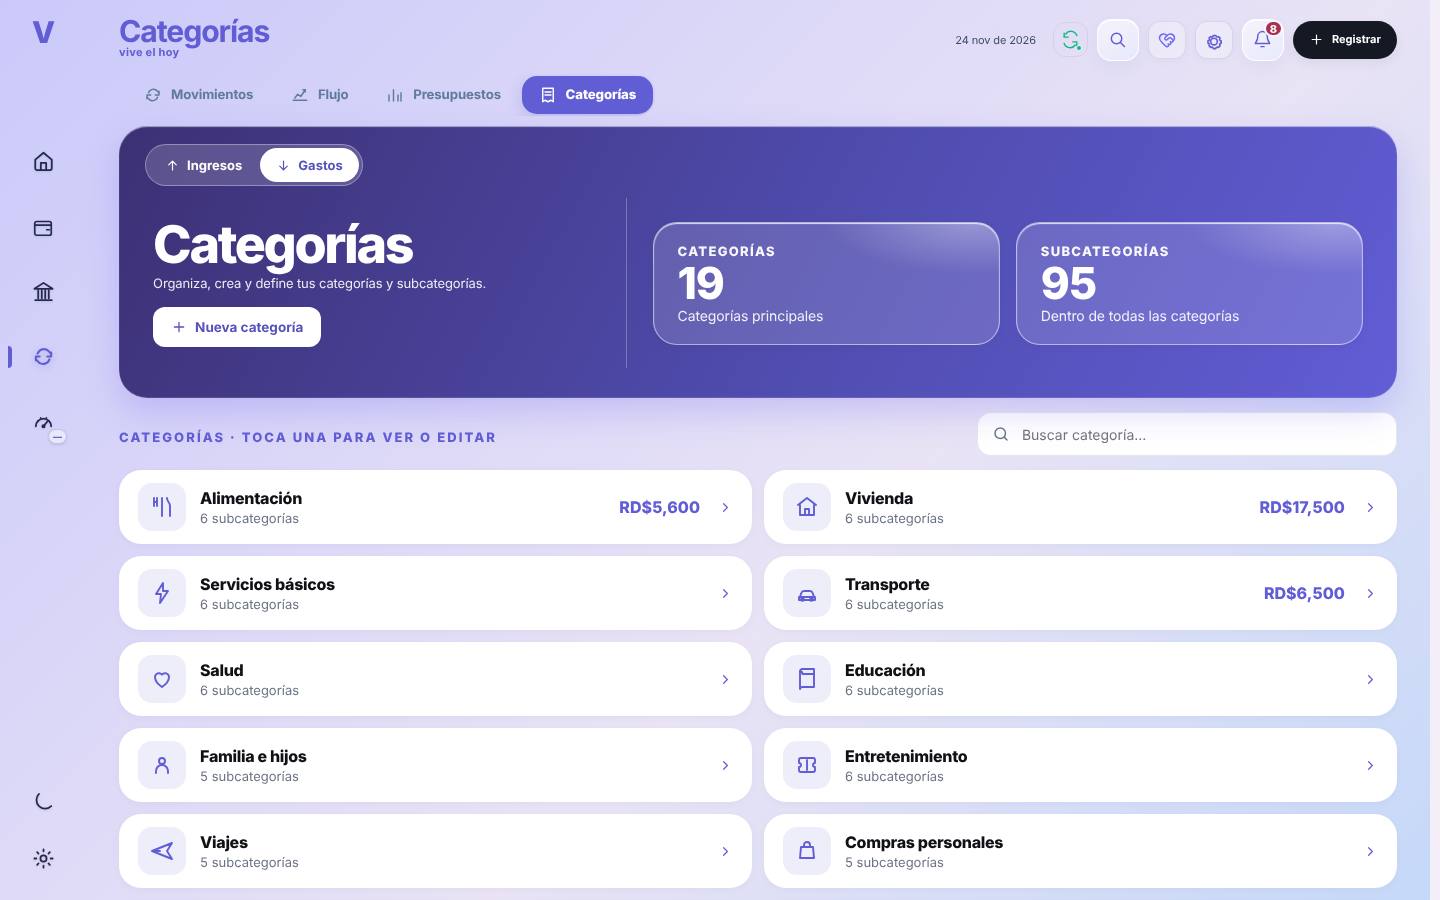 V
Categorías
vive el hoy
24 nov de 2026
8
Registrar
Movimientos
Flujo
Presupuestos
Categorías
Ingresos
Gastos
Categorías
Organiza, crea y define tus categorías y subcategorías.
Nueva categoría
CATEGORÍAS
19
Categorías principales
SUBCATEGORÍAS
95
Dentro de todas las categorías
CATEGORÍAS · TOCA UNA PARA VER O EDITAR
Buscar categoría...
Alimentación
6 subcategorías
RD$5,600
Vivienda
6 subcategorías
RD$17,500
Servicios básicos
6 subcategorías
Transporte
6 subcategorías
RD$6,500
Salud
6 subcategorías
Educación
6 subcategorías
Familia e hijos
5 subcategorías
Entretenimiento
6 subcategorías
Viajes
5 subcategorías
Compras personales
5 subcategorías